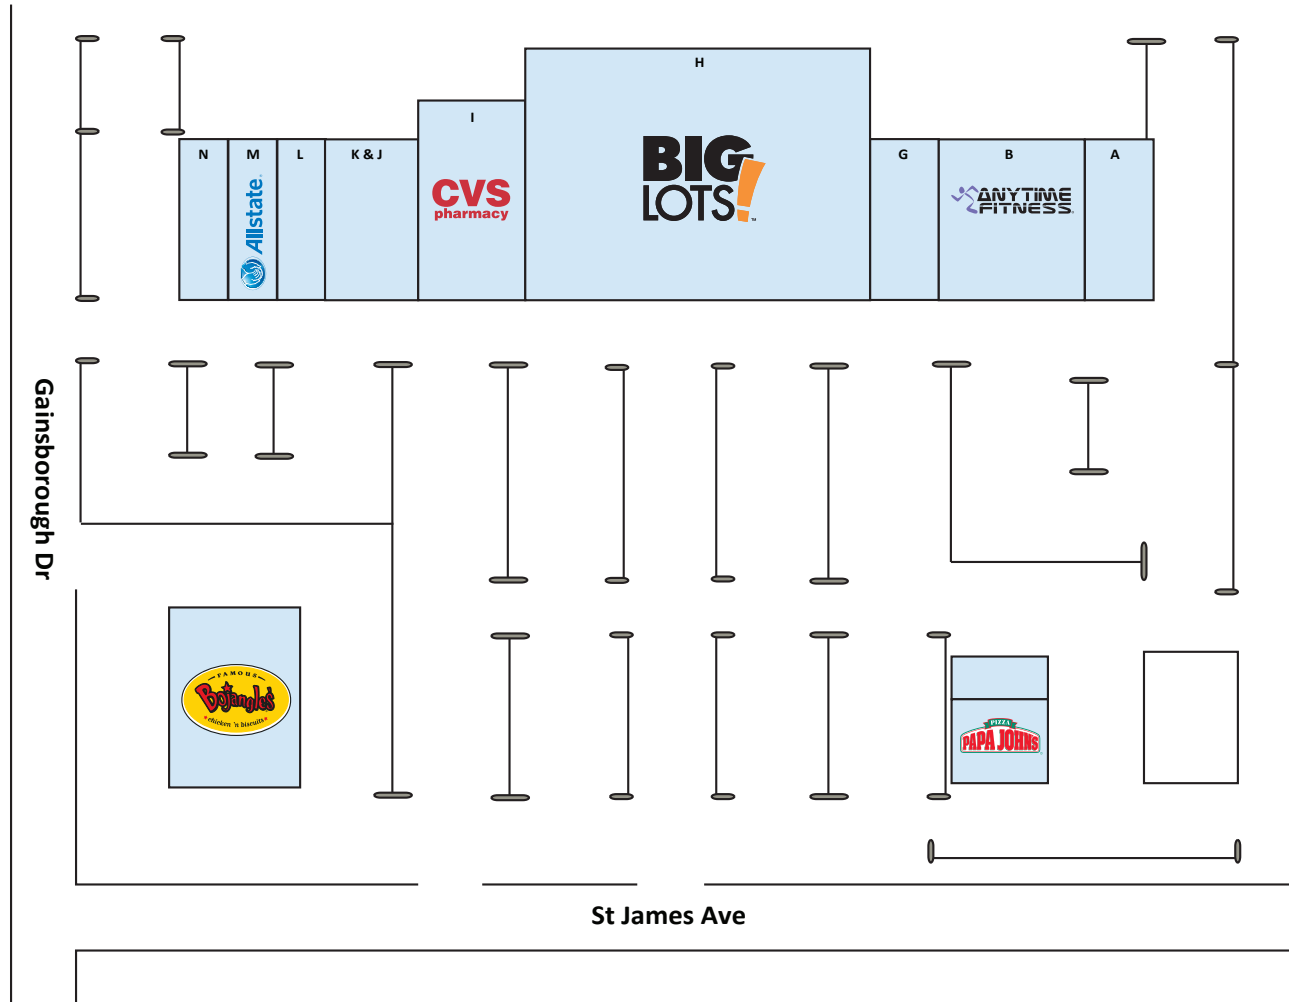 H
I
N
M
L
K & J
G
B
A
BIG
LOTS!
™
CVS
pharmacy
Allstate
ANYTIME
FITNESS
Gainsborough Dr
FAMOUS
Bojangles'
chicken 'n biscuits
PIZZA
PAPA JOHNS
St James Ave